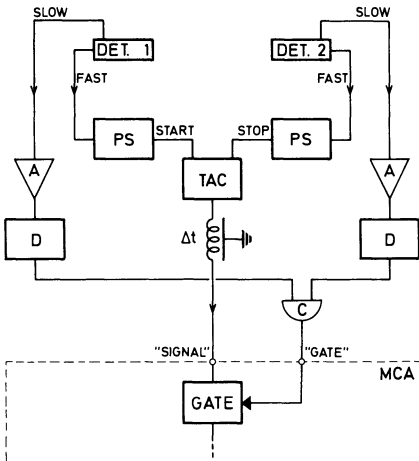 SLOW
SLOW
DET. 1
DET. 2
FAST
FAST
PS
START
STOP
PS
TAC
A
A
D
Δt
D
C
"SIGNAL"
"GATE"
MCA
GATE